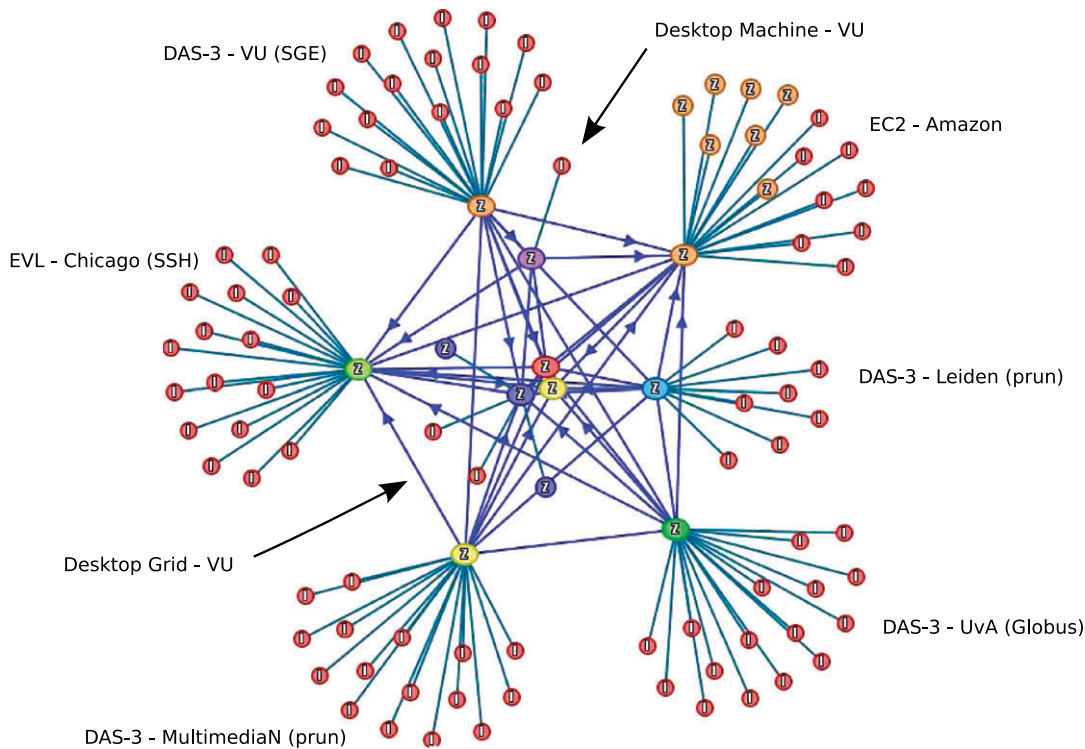 Desktop Machine - VU
DAS-3 - VU (SGE)
EC2 - Amazon
EVL - Chicago (SSH)
DAS-3 - Leiden (prun)
Desktop Grid - VU
DAS-3 - UvA (Globus)
DAS-3 - MultimediaN (prun)